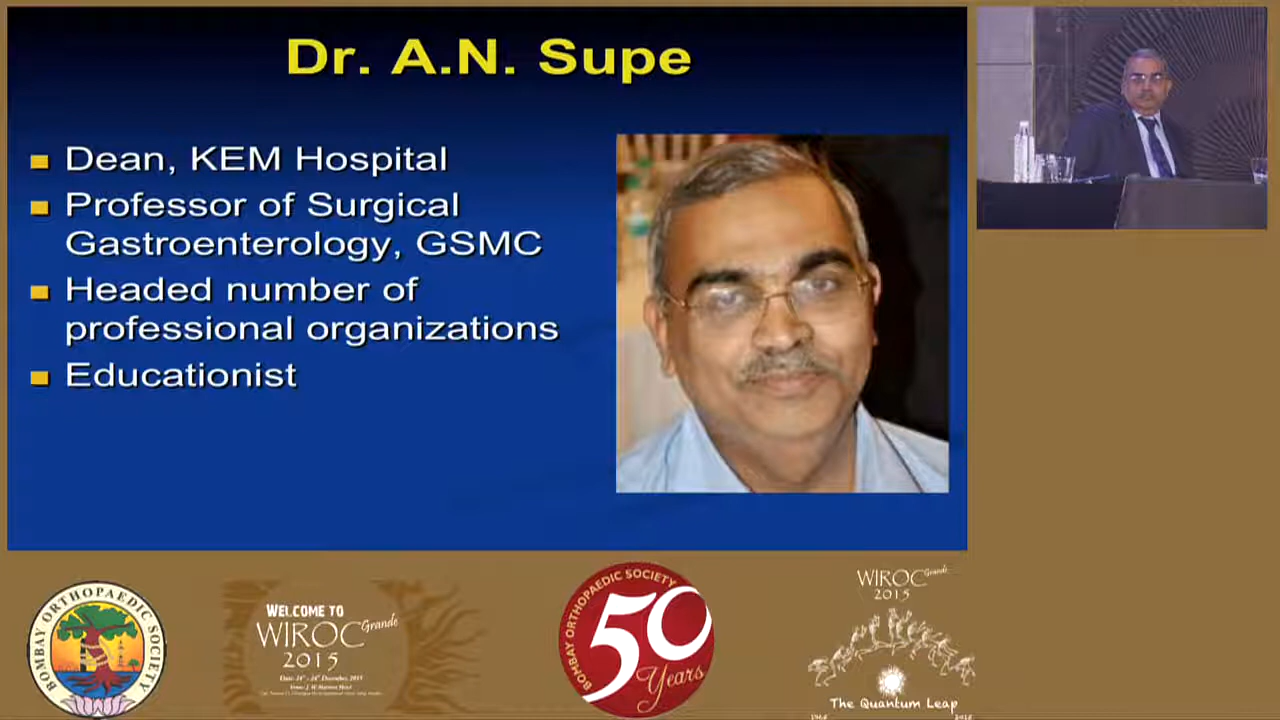 Dr. A.N. Supe
Dean, KEM Hospital
Professor of Surgical
Gastroenterology, GSMC
Headed number of
professional organizations
Educationist
BOMBAY ORTHOPAEDIC SOCIETY
WELCOME TO
WIROC Grande
2015
BOMBAY ORTHOPAEDIC SOCIETY
50
Years
WIROC Grande
2015
The Quantum Leap